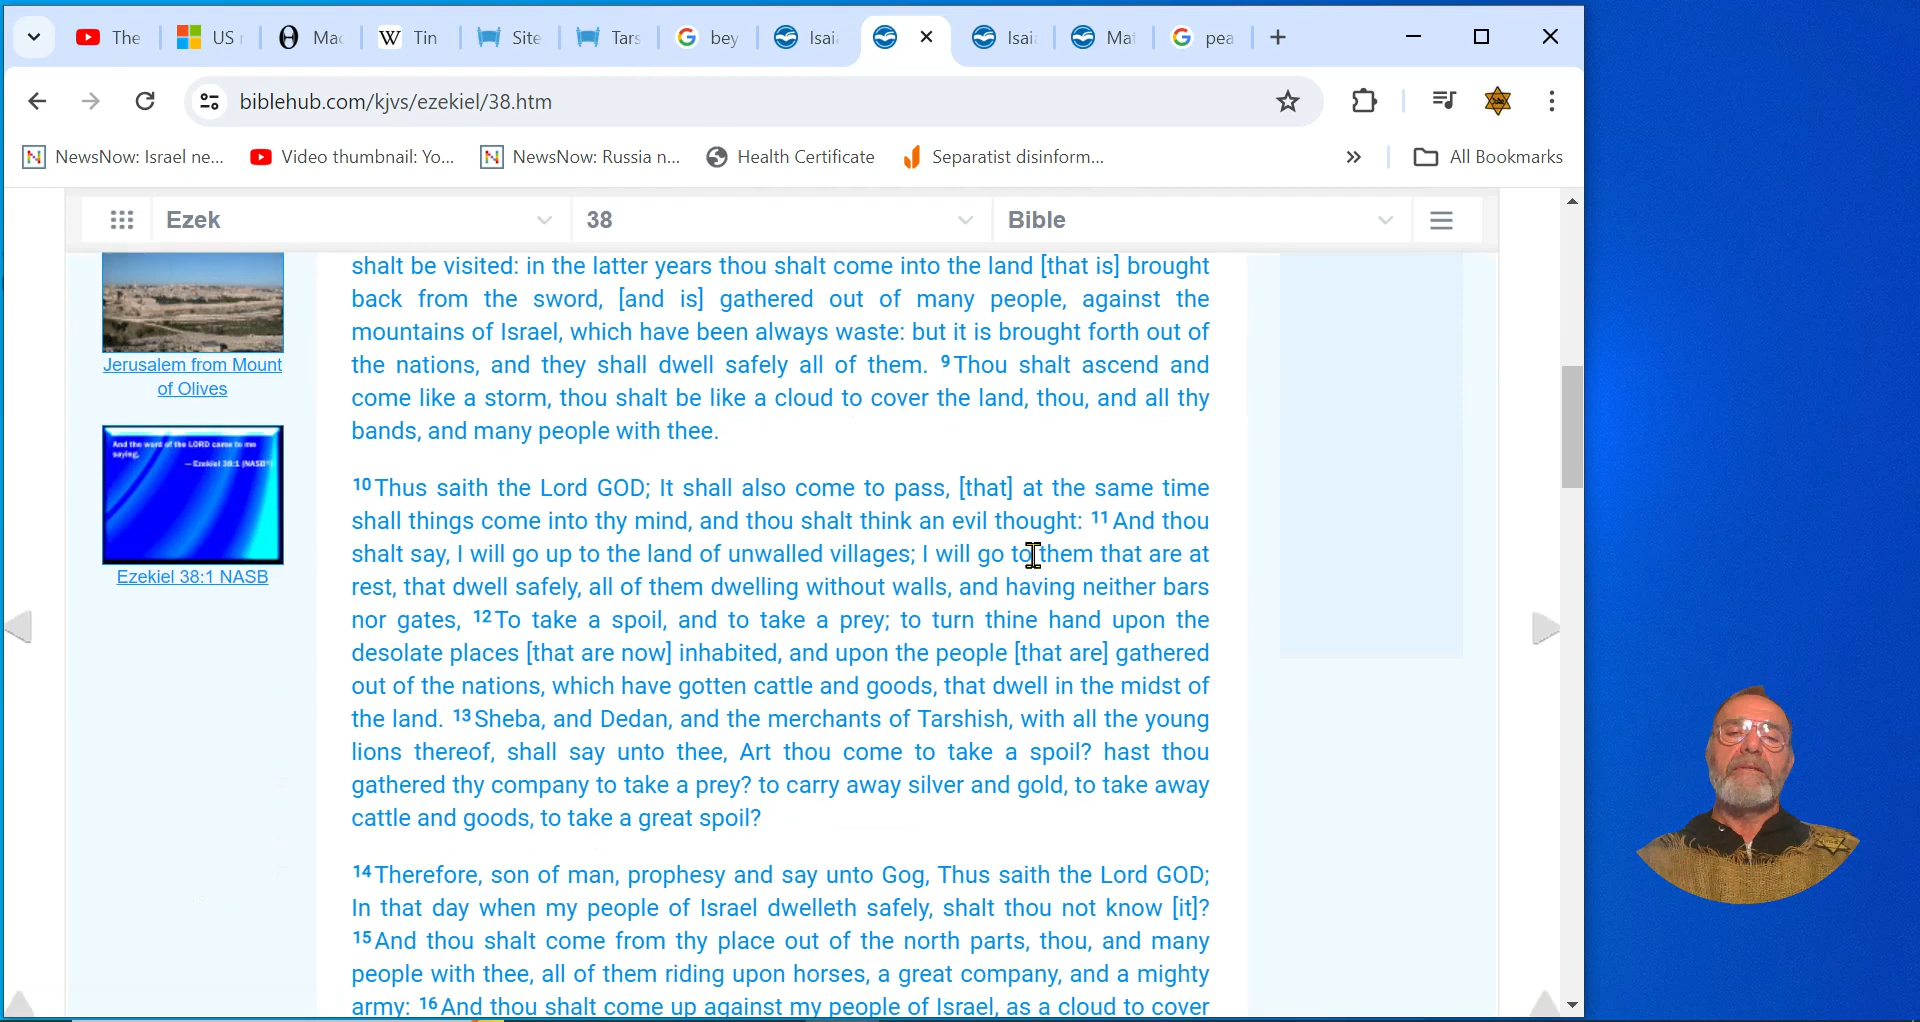 The
US
Mac
Tin
Site
Tars
bey
Isai
Isai
Mat
pea
biblehub.com/kjvs/ezekiel/38.htm
NewsNow: Israel ne...
Video thumbnail: Yo...
NewsNow: Russia n...
Health Certificate
Separatist disinform...
All Bookmarks
Ezek
38
Bible
Jerusalem from Mount
of Olives
And the word of the LORD came to me
saying,
— Ezekiel 38:1 (NASB)
Ezekiel 38:1 NASB
shalt be visited: in the latter years thou shalt come into the land [that is] brought
back from the sword, [and is] gathered out of many people, against the
mountains of Israel, which have been always waste: but it is brought forth out of
the nations, and they shall dwell safely all of them. 9 Thou shalt ascend and
come like a storm, thou shalt be like a cloud to cover the land, thou, and all thy
bands, and many people with thee.
10 Thus saith the Lord GOD; It shall also come to pass, [that] at the same time
shall things come into thy mind, and thou shalt think an evil thought: 11 And thou
shalt say, I will go up to the land of unwalled villages; I will go to them that are at
rest, that dwell safely, all of them dwelling without walls, and having neither bars
nor gates, 12 To take a spoil, and to take a prey; to turn thine hand upon the
desolate places [that are now] inhabited, and upon the people [that are] gathered
out of the nations, which have gotten cattle and goods, that dwell in the midst of
the land. 13 Sheba, and Dedan, and the merchants of Tarshish, with all the young
lions thereof, shall say unto thee, Art thou come to take a spoil? hast thou
gathered thy company to take a prey? to carry away silver and gold, to take away
cattle and goods, to take a great spoil?
14 Therefore, son of man, prophesy and say unto Gog, Thus saith the Lord GOD;
In that day when my people of Israel dwelleth safely, shalt thou not know [it]?
15 And thou shalt come from thy place out of the north parts, thou, and many
people with thee, all of them riding upon horses, a great company, and a mighty
army: 16 And thou shalt come up against my people of Israel, as a cloud to cover